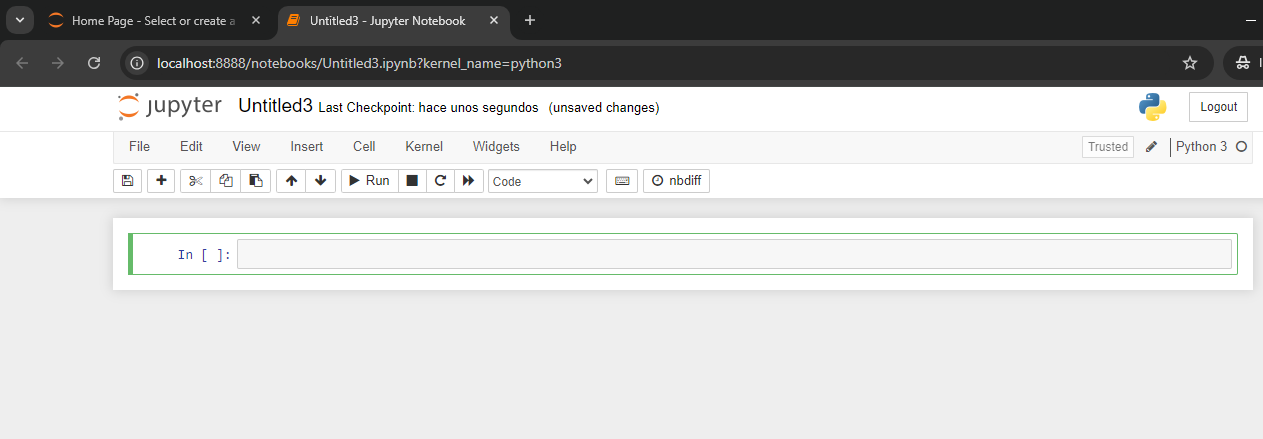 Home Page - Select or create a
Untitled3 - Jupyter Notebook
localhost:8888/notebooks/Untitled3.ipynb?kernel_name=python3
jupyter Untitled3 Last Checkpoint: hace unos segundos (unsaved changes)
Logout
File Edit View Insert Cell Kernel Widgets Help
Trusted Python 3
Run Code nbdiff
In [ ]: